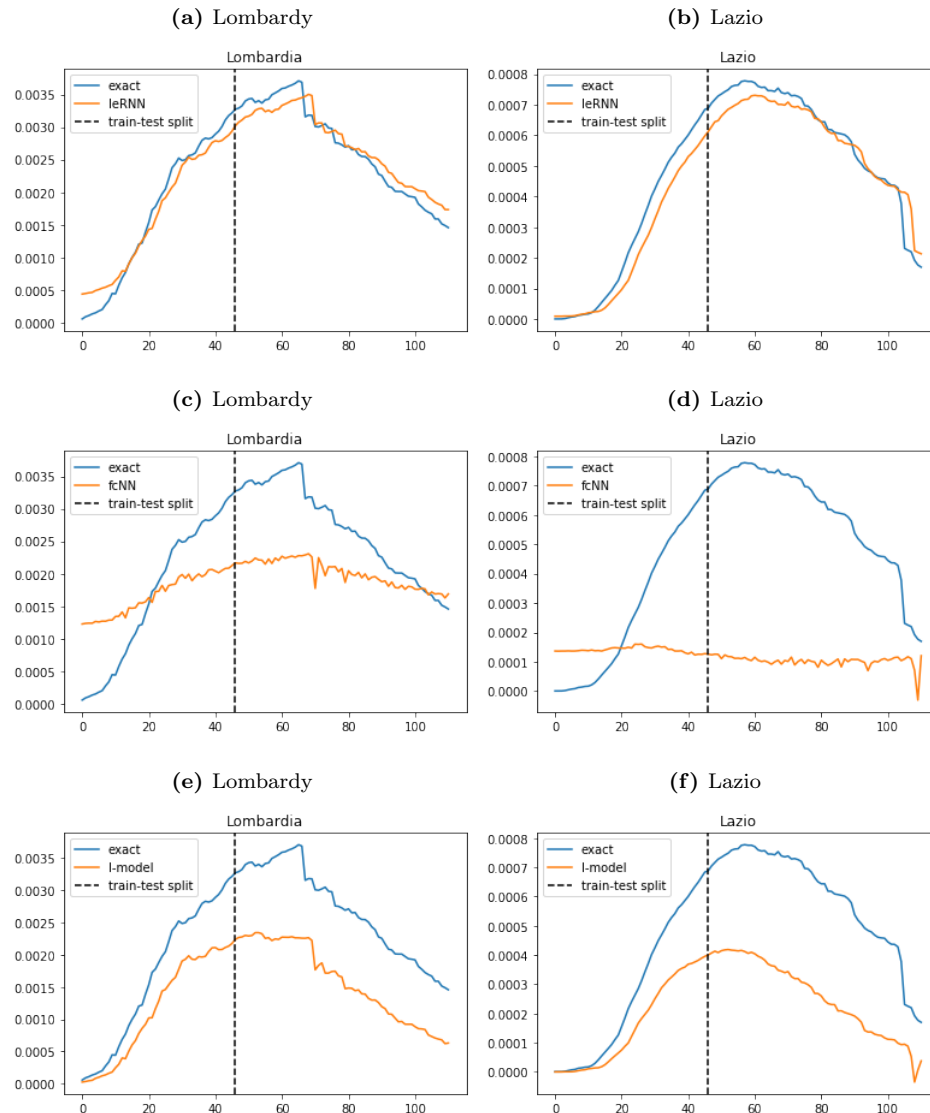 (a) Lombardy
(b) Lazio
Lombardia
exact
leRNN
train-test split
0.0035
0.0030
0.0025
0.0020
0.0015
0.0010
0.0005
0.0000
0 20 40 60 80 100
Lazio
exact
leRNN
train-test split
0.0008
0.0007
0.0006
0.0005
0.0004
0.0003
0.0002
0.0001
0.0000
0 20 40 60 80 100
(c) Lombardy
(d) Lazio
Lombardia
exact
fcNN
train-test split
0.0035
0.0030
0.0025
0.0020
0.0015
0.0010
0.0005
0.0000
0 20 40 60 80 100
Lazio
exact
fcNN
train-test split
0.0008
0.0007
0.0006
0.0005
0.0004
0.0003
0.0002
0.0001
0.0000
0 20 40 60 80 100
(e) Lombardy
(f) Lazio
Lombardia
exact
l-model
train-test split
0.0035
0.0030
0.0025
0.0020
0.0015
0.0010
0.0005
0.0000
0 20 40 60 80 100
Lazio
exact
l-model
train-test split
0.0008
0.0007
0.0006
0.0005
0.0004
0.0003
0.0002
0.0001
0.0000
0 20 40 60 80 100